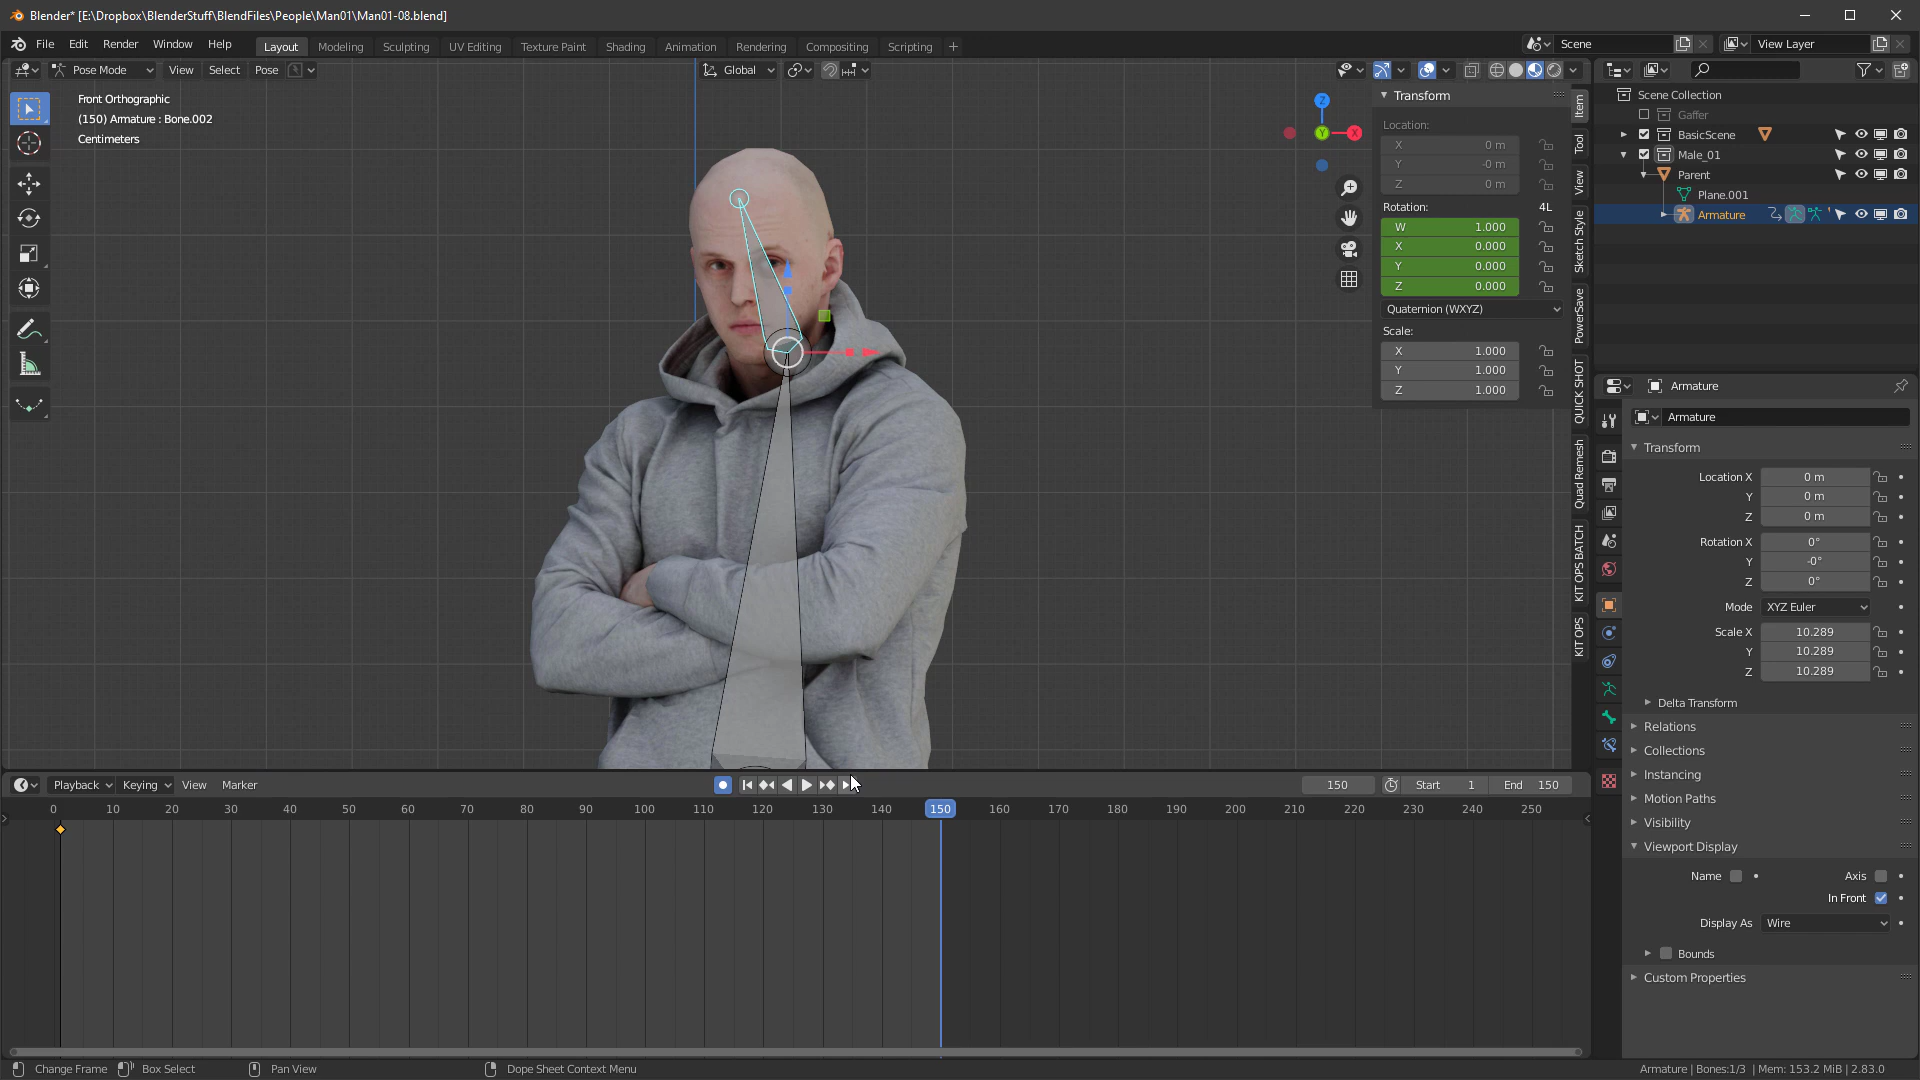 Blender* [E:\Dropbox\BlenderStuff\BlendFiles\People\Man01\Man01-08.blend]
File Edit Render Window Help Layout Modeling Sculpting UV Editing Texture Paint Shading Animation Rendering Compositing Scripting + Scene View Layer
Pose Mode View Select Pose Global
Front Orthographic
(150) Armature : Bone.002
Centimeters
Z
Y
X
Transform
Location:
X 0 m
Y -0 m
Z 0 m
Rotation: 4L
W 1.000
X 0.000
Y 0.000
Z 0.000
Quaternion (WXYZ)
Scale:
X 1.000
Y 1.000
Z 1.000
Item
Tool
View
Sketch Style
PowerSave
QUICK SHOT
Quad Remesh
KIT OPS BATCH
KIT OPS
Scene Collection
Gaffer
BasicScene
Male_01
Parent
Plane.001
Armature
Armature
Armature
Transform
Location X 0 m
Y 0 m
Z 0 m
Rotation X 0°
Y -0°
Z 0°
Mode XYZ Euler
Scale X 10.289
Y 10.289
Z 10.289
Delta Transform
Relations
Collections
Instancing
Motion Paths
Visibility
Viewport Display
Name Axis
In Front
Display As Wire
Bounds
Custom Properties
Playback Keying View Marker 150 Start 1 End 150
0 10 20 30 40 50 60 70 80 90 100 110 120 130 140 150 160 170 180 190 200 210 220 230 240 250
Change Frame Box Select Pan View Dope Sheet Context Menu Armature | Bones:1/3 | Mem: 153.2 MiB | 2.83.0